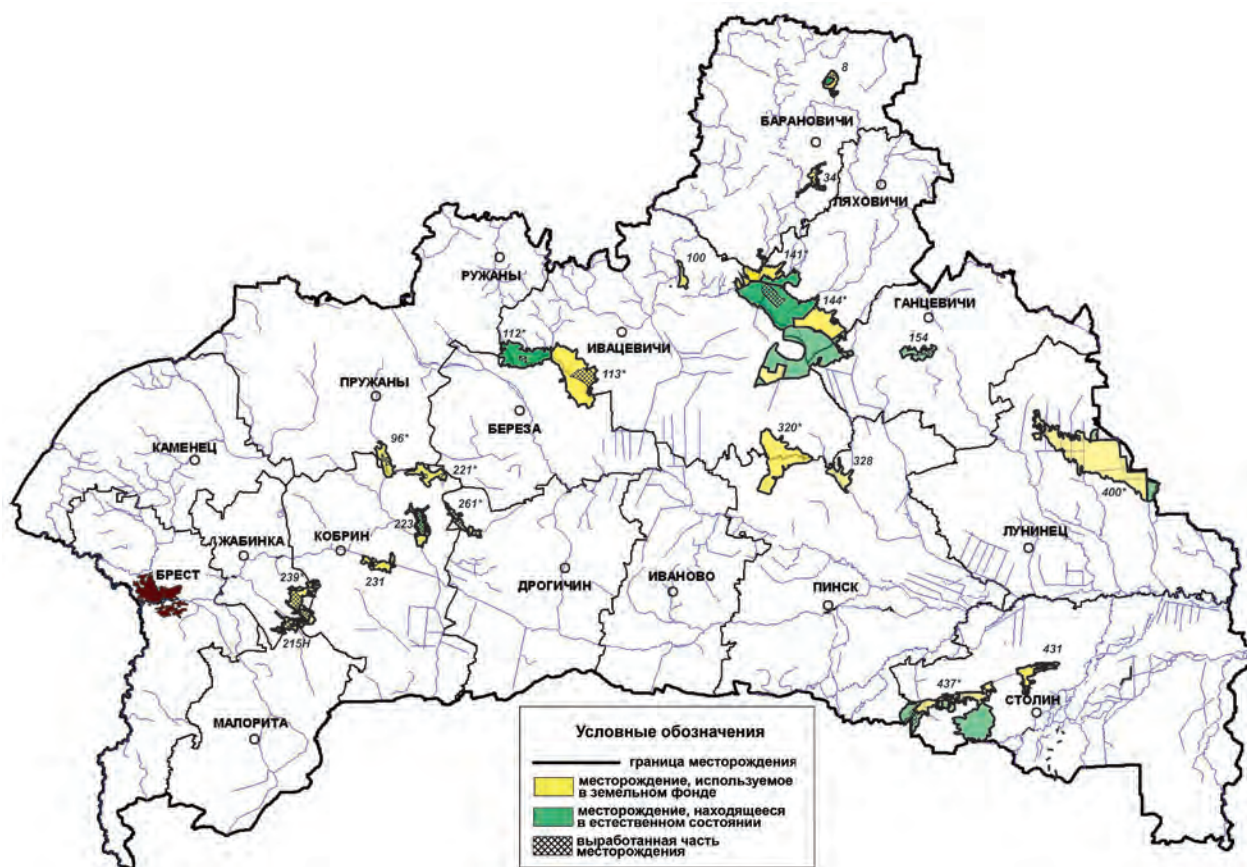 8
БАРАНОВИЧИ
34
ЛЯХОВИЧИ
РУЖАНЫ
100
141*
144*
ГАНЦЕВИЧИ
112*
ИВАЦЕВИЧИ
154
113*
ПРУЖАНЫ
БЕРЕЗА
КАМЕНЕЦ
96*
221*
320*
328
400*
223
261*
ЖАБИНКА
КОБРИН
231
ЛУНИНЕЦ
БРЕСТ
239*
ДРОГИЧИН
ИВАНОВО
ПИНСК
215Н
431
437*
СТОЛИН
МАЛОРИТА
Условные обозначения
граница месторождения
месторождение, используемое
в земельном фонде
месторождение, находящееся
в естественном состоянии
выработанная часть
месторождения